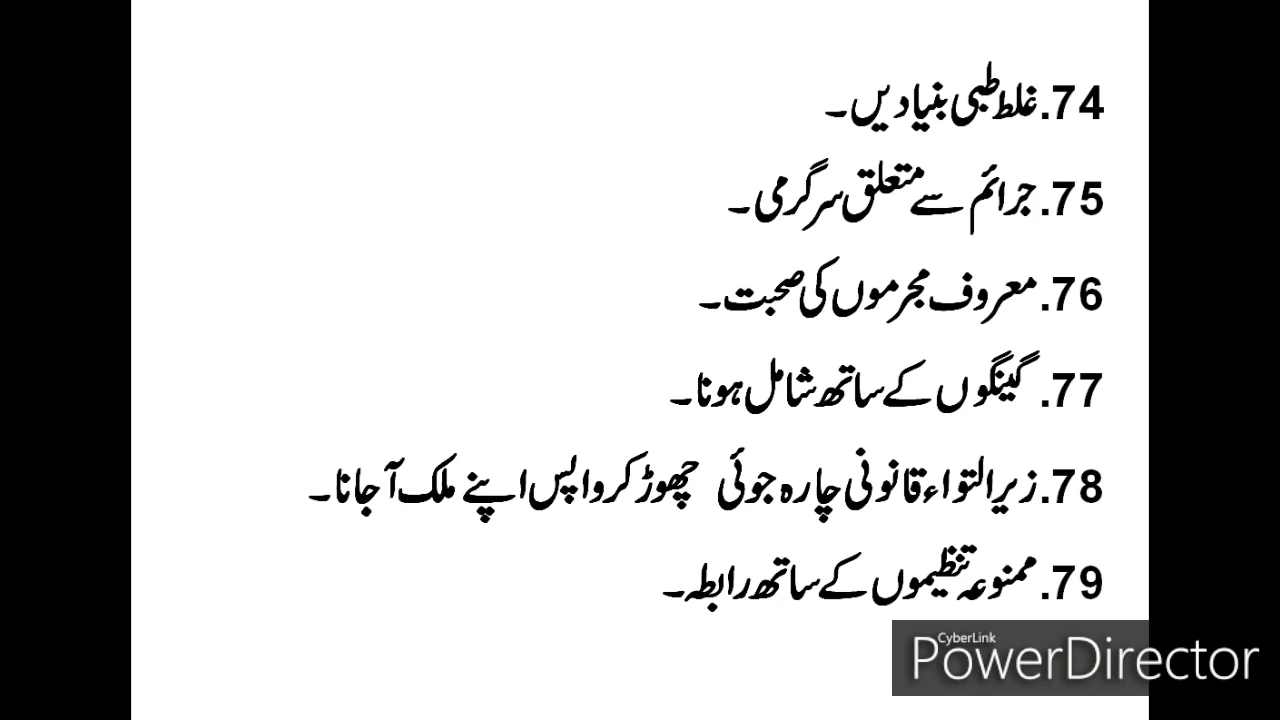 74. غلط طبی بنیادیں۔
75. جرائم سے متعلق سرگرمی۔
76. معروف مجرموں کی صحبت۔
77. گینگوں کے ساتھ شامل ہونا۔
78. زیر التواء قانونی چارہ جوئی چھوڑ کر واپس اپنے ملک آ جانا۔
79. ممنوعہ تنظیموں کے ساتھ رابطہ۔
CyberLink
PowerDirector